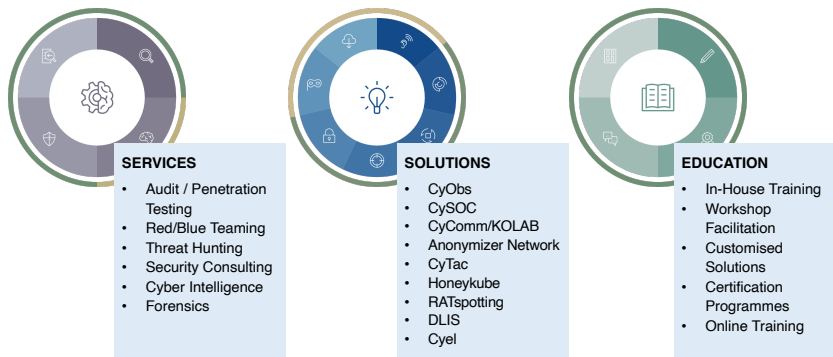 SERVICES
• Audit / Penetration
Testing
• Red/Blue Teaming
• Threat Hunting
• Security Consulting
• Cyber Intelligence
• Forensics
SOLUTIONS
• CyObs
• CySOC
• CyComm/KOLAB
• Anonymizer Network
• CyTac
• Honeykube
• RATspotting
• DLIS
• Cyel
EDUCATION
• In-House Training
• Workshop
Facilitation
• Customised
Solutions
• Certification
Programmes
• Online Training